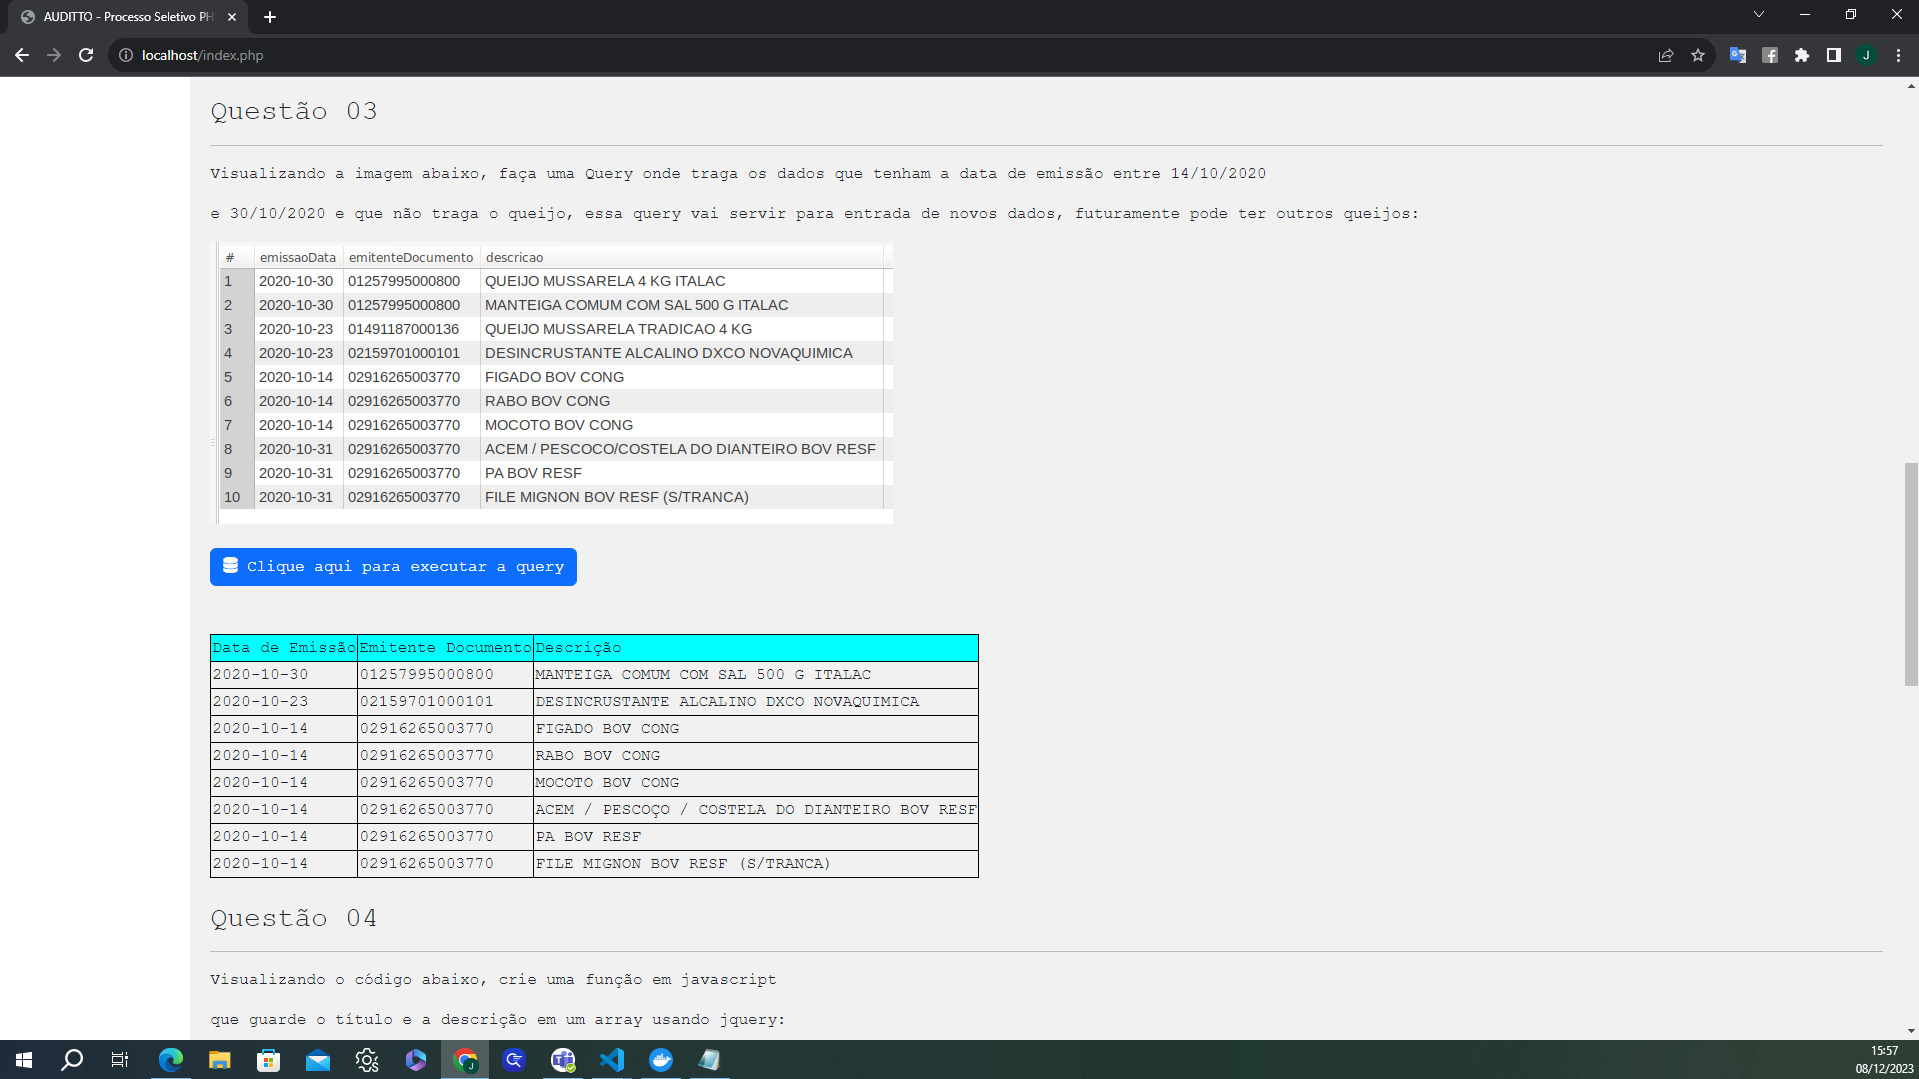 AUDITTO - Processo Seletivo PH
localhost/index.php
J
Questão 03
Visualizando a imagem abaixo, faça uma Query onde traga os dados que tenham a data de emissão entre 14/10/2020
e 30/10/2020 e que não traga o queijo, essa query vai servir para entrada de novos dados, futuramente pode ter outros queijos:
# emissaoData emitenteDocumento descricao
1 2020-10-30 01257995000800 QUEIJO MUSSARELA 4 KG ITALAC
2 2020-10-30 01257995000800 MANTEIGA COMUM COM SAL 500 G ITALAC
3 2020-10-23 01491187000136 QUEIJO MUSSARELA TRADICAO 4 KG
4 2020-10-23 02159701000101 DESINCRUSTANTE ALCALINO DXCO NOVAQUIMICA
5 2020-10-14 02916265003770 FIGADO BOV CONG
6 2020-10-14 02916265003770 RABO BOV CONG
7 2020-10-14 02916265003770 MOCOTO BOV CONG
8 2020-10-31 02916265003770 ACEM / PESCOCO/COSTELA DO DIANTEIRO BOV RESF
9 2020-10-31 02916265003770 PA BOV RESF
10 2020-10-31 02916265003770 FILE MIGNON BOV RESF (S/TRANCA)
Clique aqui para executar a query
Data de Emissão Emitente Documento Descrição
2020-10-30 01257995000800 MANTEIGA COMUM COM SAL 500 G ITALAC
2020-10-23 02159701000101 DESINCRUSTANTE ALCALINO DXCO NOVAQUIMICA
2020-10-14 02916265003770 FIGADO BOV CONG
2020-10-14 02916265003770 RABO BOV CONG
2020-10-14 02916265003770 MOCOTO BOV CONG
2020-10-14 02916265003770 ACEM / PESCOÇO / COSTELA DO DIANTEIRO BOV RESF
2020-10-14 02916265003770 PA BOV RESF
2020-10-14 02916265003770 FILE MIGNON BOV RESF (S/TRANCA)
Questão 04
Visualizando o código abaixo, crie uma função em javascript
que guarde o título e a descrição em um array usando jquery:
15:57
08/12/2023